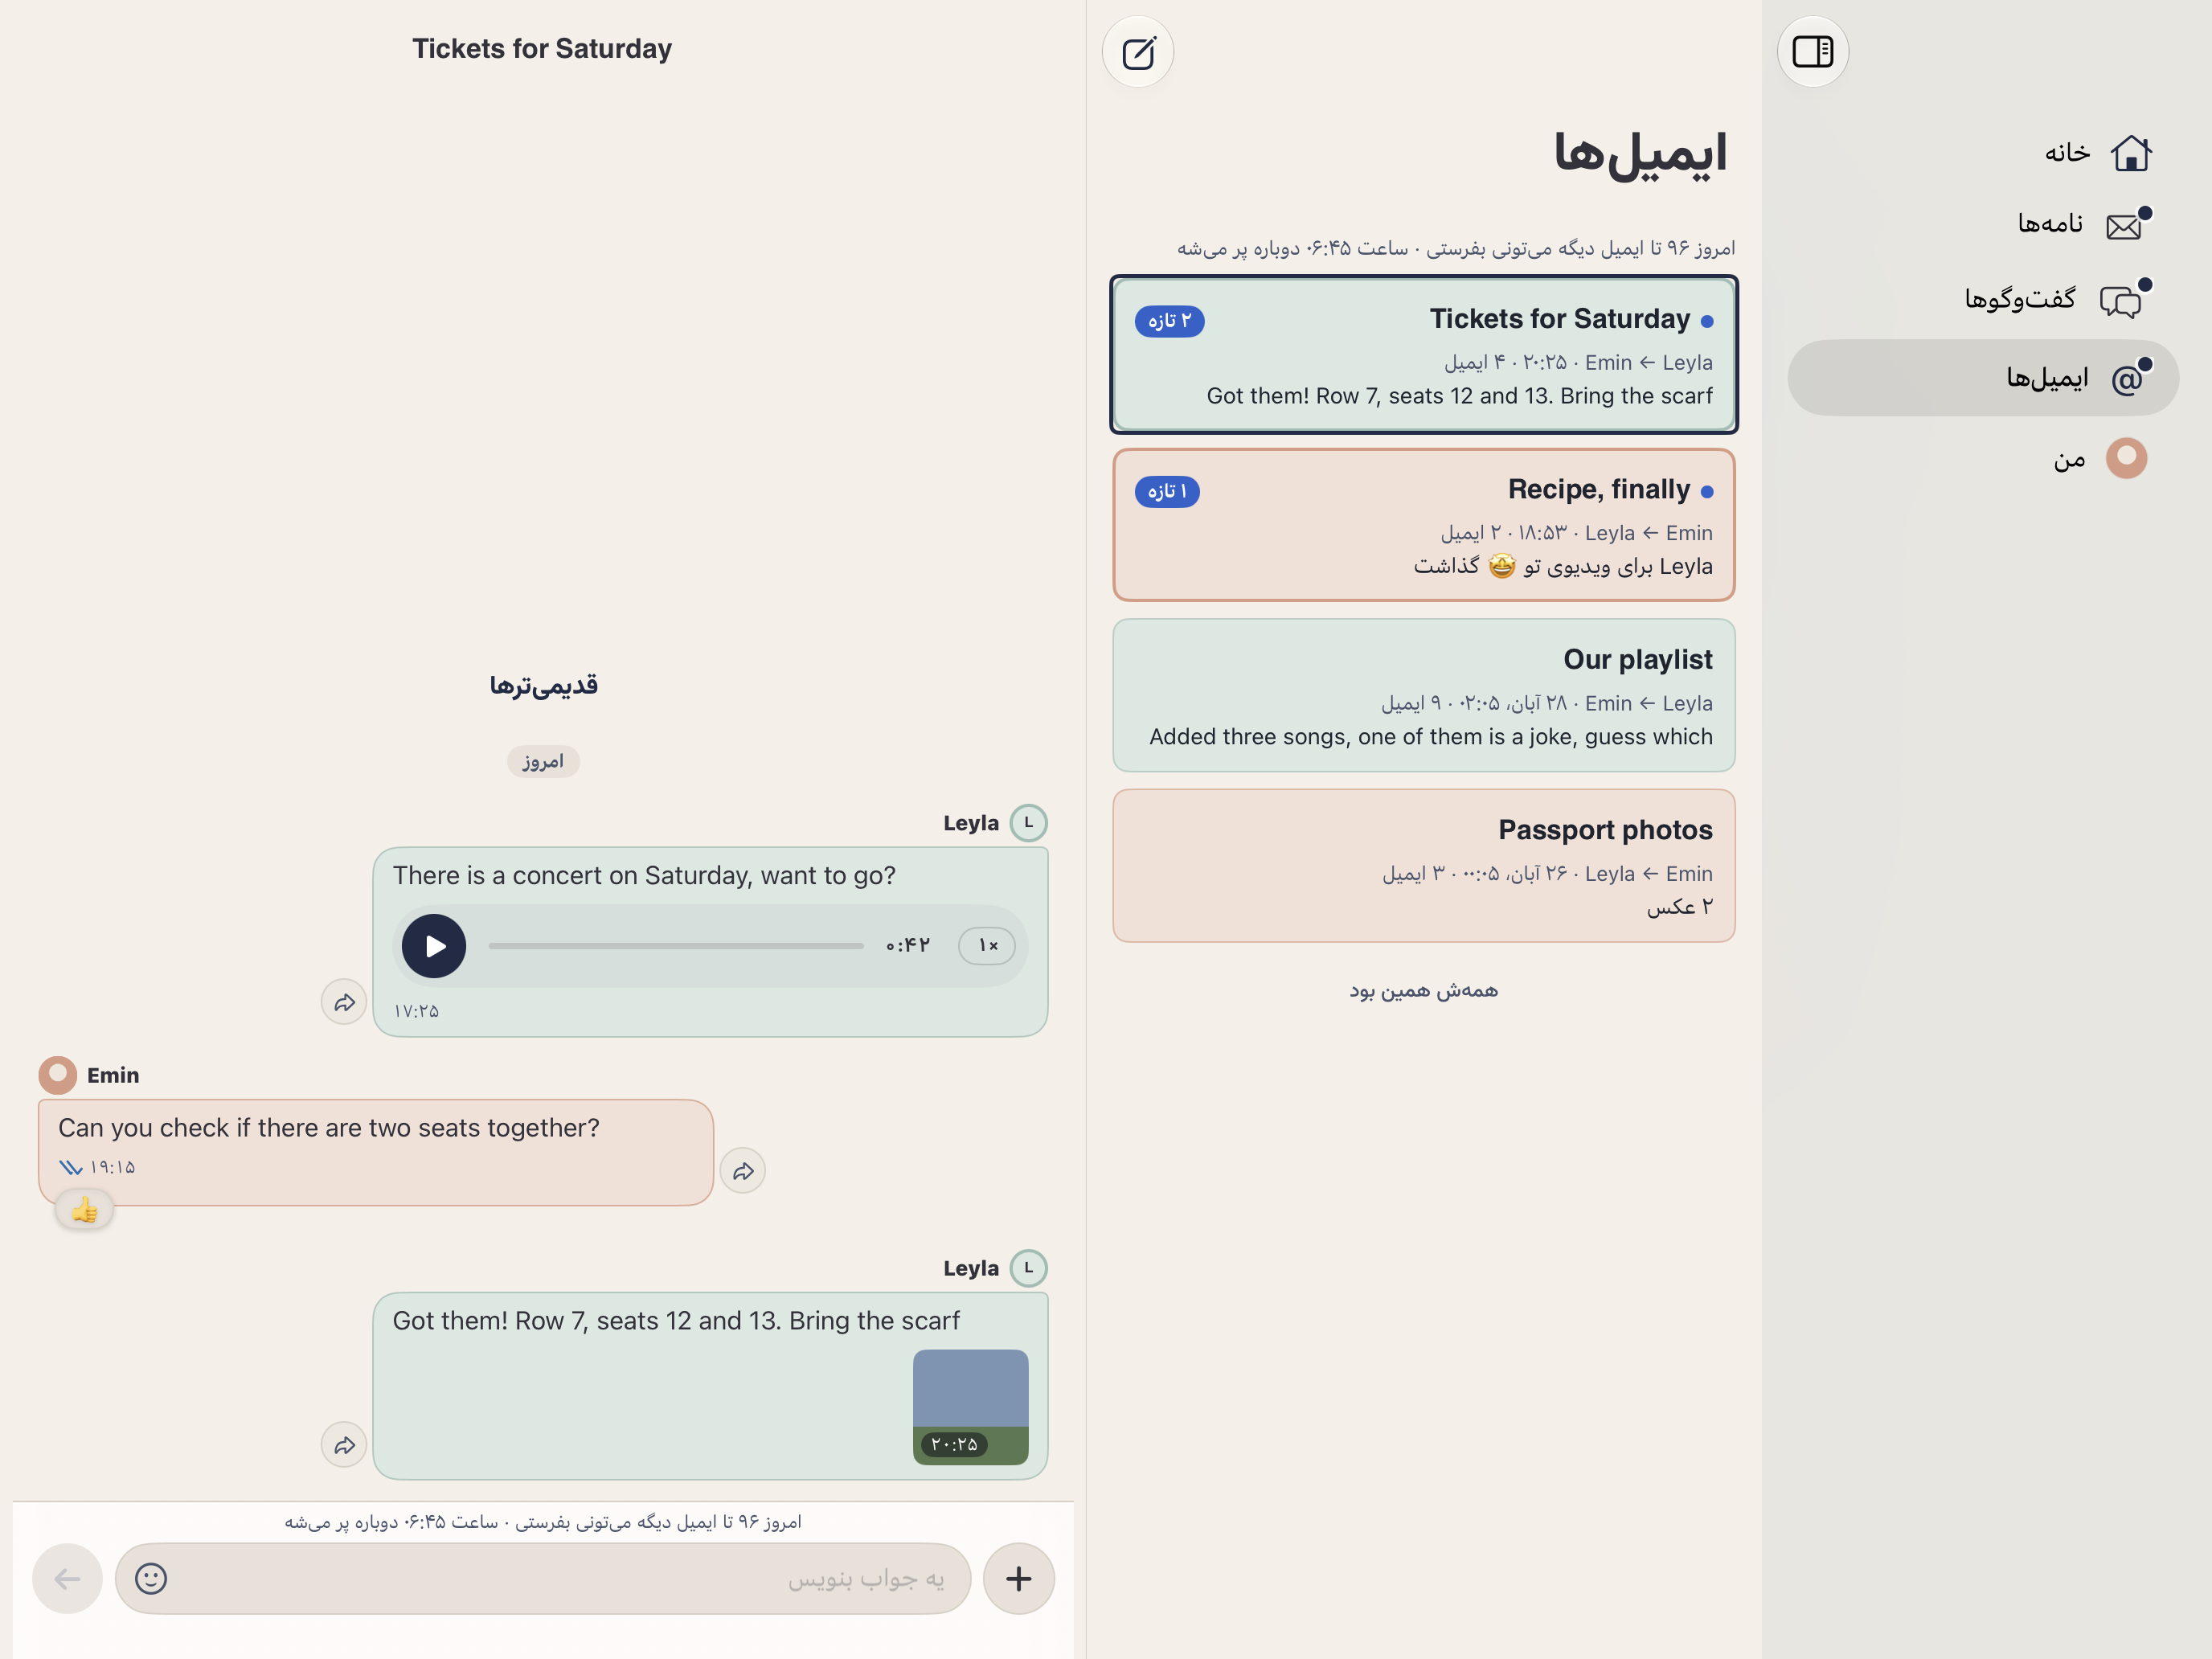 خانه
نامه‌ها
گفت‌وگوها
@ ایمیل‌ها
من
ایمیل‌ها
امروز ۹۶ تا ایمیل دیگه می‌تونی بفرستی · ساعت ۰۶:۴۵ دوباره پر می‌شه
Tickets for Saturday
۲ تازه
Leyla → Emin · ۲۰:۲۵ · ۴ ایمیل
Got them! Row 7, seats 12 and 13. Bring the scarf
Recipe, finally
۱ تازه
Emin → Leyla · ۱۸:۵۳ · ۲ ایمیل
Leyla برای ویدیوی تو 🤩 گذاشت
Our playlist
Leyla → Emin · ۲۸ آبان، ۰۲:۰۵ · ۹ ایمیل
Added three songs, one of them is a joke, guess which
Passport photos
Emin → Leyla · ۲۶ آبان، ۰۰:۰۵ · ۳ ایمیل
۲ عکس
همه‌ش همین بود
Tickets for Saturday
قدیمی‌ترها
امروز
L Leyla
There is a concert on Saturday, want to go?
۰:۴۲ ۱×
۱۷:۲۵
Emin
Can you check if there are two seats together?
۱۹:۱۵
👍
L Leyla
Got them! Row 7, seats 12 and 13. Bring the scarf
۲۰:۲۵
امروز ۹۶ تا ایمیل دیگه می‌تونی بفرستی · ساعت ۰۶:۴۵ دوباره پر می‌شه
یه جواب بنویس